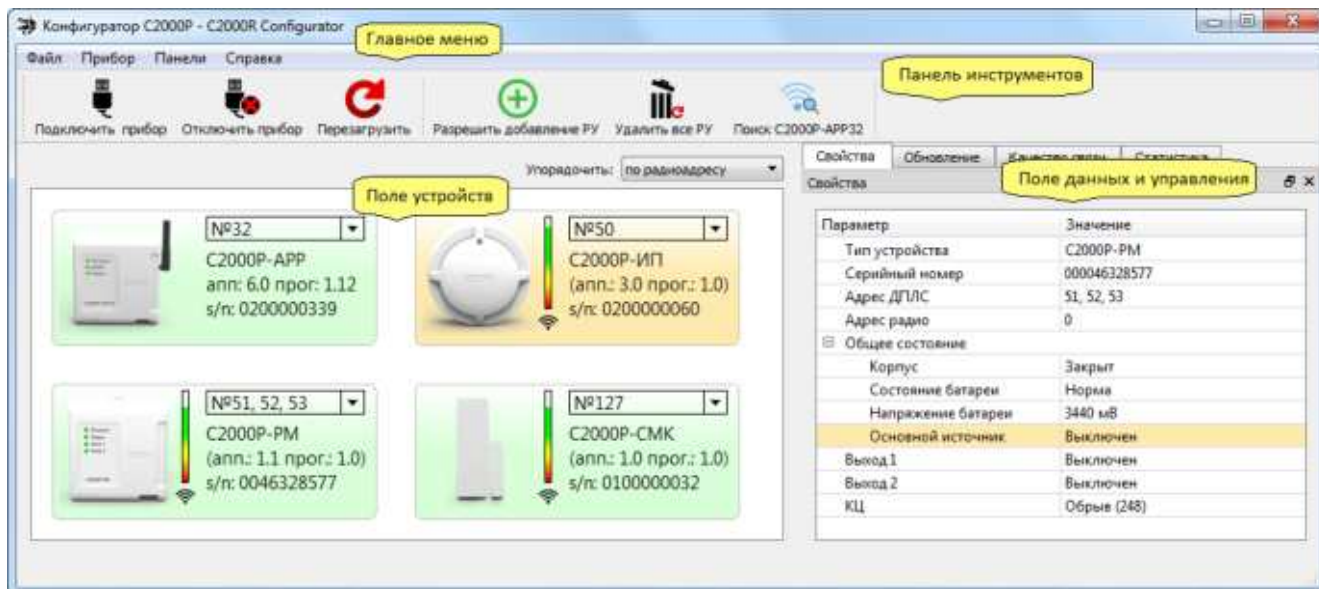 Конфигуратор С2000Р - C2000R Configurator
Главное меню
Файл Прибор Панели Справка
Панель инструментов
Подключить прибор Отключить прибор Перезагрузить Разрешить добавление РУ Удалить все РУ Поиск С2000Р-АРР32
Упорядочить: по радиоадресу
Свойства Обновление Качество связи Статистика
Свойства
Поле данных и управления
Поле устройств
№32
С2000Р-АРР
апп: 6.0 прог: 1.12
s/n: 0200000339
№50
С2000Р-ИП
(апп.: 3.0 прог.: 1.0)
s/n: 0200000060
№51, 52, 53
С2000Р-РМ
(апп.: 1.1 прог.: 1.0)
s/n: 0046328577
№127
С2000Р-СМК
(апп.: 1.0 прог.: 1.0)
s/n: 0100000032
Параметр Значение
Тип устройства С2000Р-РМ
Серийный номер 000046328577
Адрес ДПЛС 51, 52, 53
Адрес радио 0
Общее состояние
Корпус Закрыт
Состояние батареи Норма
Напряжение батареи 3440 мВ
Основной источник Выключен
Выход 1 Выключен
Выход 2 Выключен
КЦ Обрыв (248)